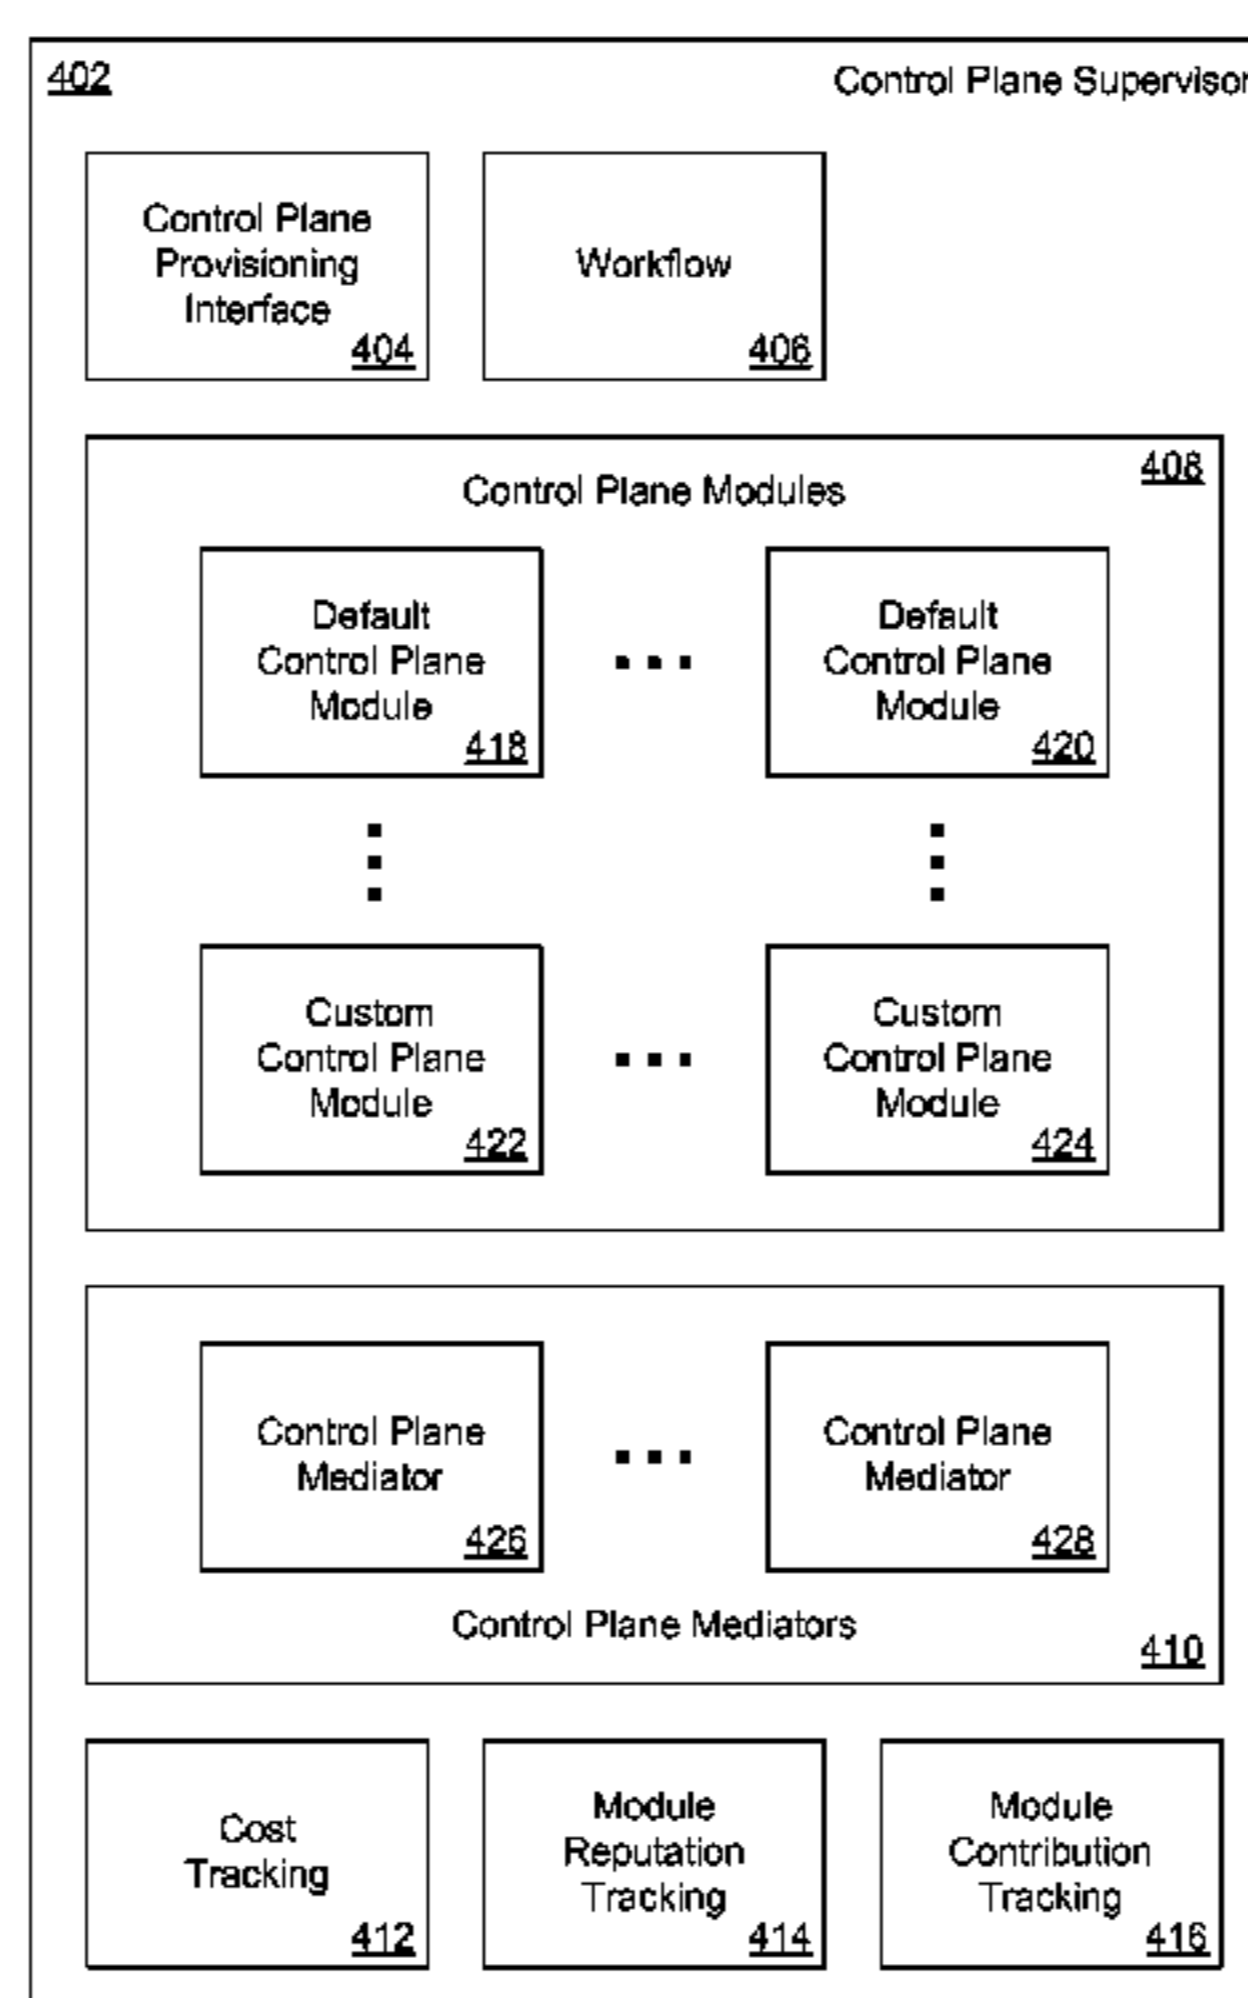 402
Control Plane Supervisor
Control Plane
Provisioning
Interface
404
Workflow
406
408
Control Plane Modules
Default
Control Plane
Module
418
Default
Control Plane
Module
420
Custom
Control Plane
Module
422
Custom
Control Plane
Module
424
Control Plane
Mediator
426
Control Plane
Mediator
428
Control Plane Mediators
410
Cost
Tracking
412
Module
Reputation
Tracking
414
Module
Contribution
Tracking
416